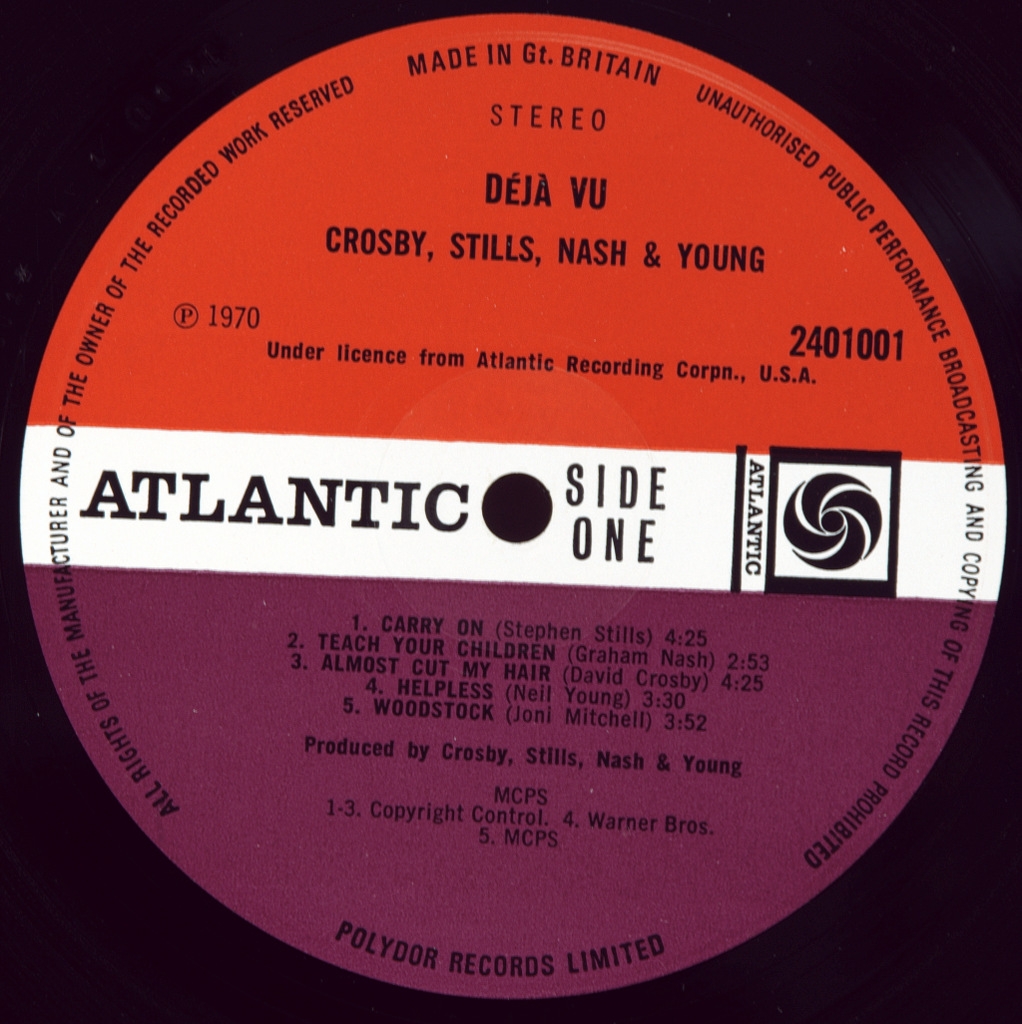 MADE IN Gt. BRITAIN
UNAUTHORISED PUBLIC PERFORMANCE BROADCASTING AND COPYING OF THIS RECORD PROHIBITED
ALL RIGHTS OF THE MANUFACTURER AND OF THE OWNER OF THE RECORDED WORK RESERVED
STEREO
DÉJÀ VU
CROSBY, STILLS, NASH & YOUNG
℗ 1970
2401001
Under licence from Atlantic Recording Corpn., U.S.A.
ATLANTIC
SIDE
ONE
ATLANTIC
1. CARRY ON (Stephen Stills) 4:25
2. TEACH YOUR CHILDREN (Graham Nash) 2:53
3. ALMOST CUT MY HAIR (David Crosby) 4:25
4. HELPLESS (Neil Young) 3:30
5. WOODSTOCK (Joni Mitchell) 3:52
Produced by Crosby, Stills, Nash & Young
MCPS
1-3. Copyright Control. 4. Warner Bros.
5. MCPS
POLYDOR RECORDS LIMITED